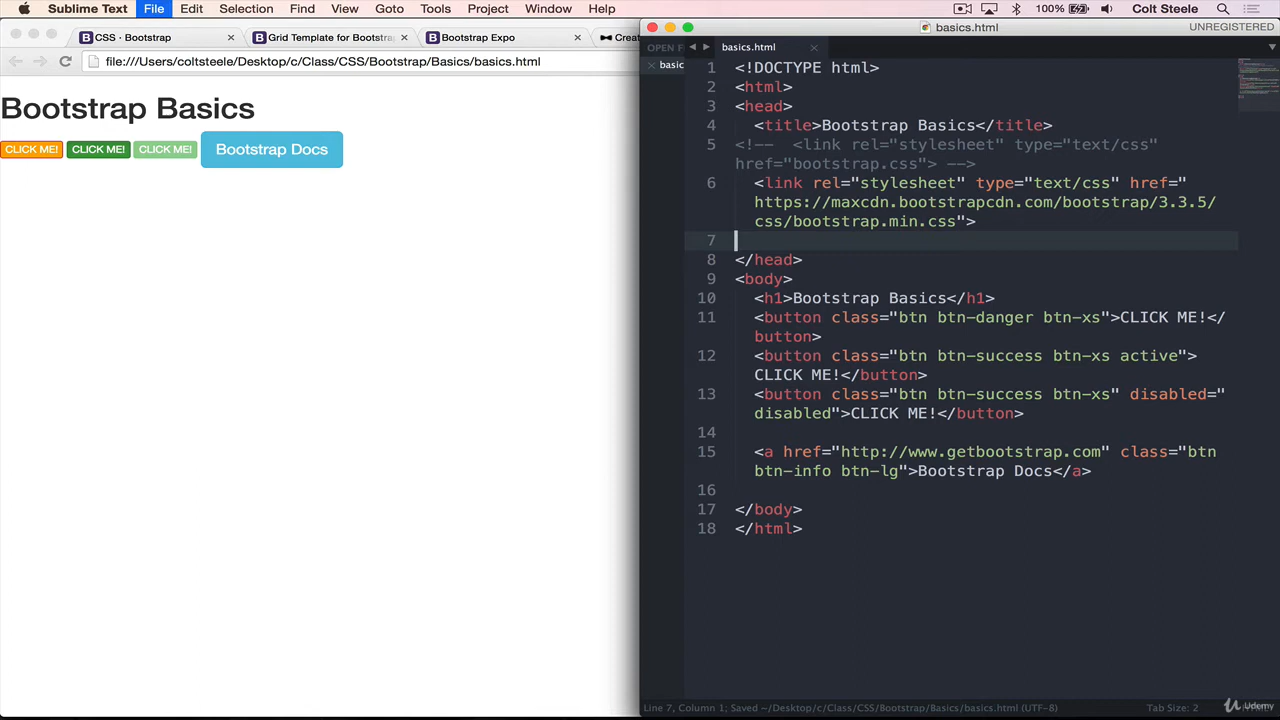 Sublime Text File Edit Selection Find View Goto Tools Project Window Help 100% Colt Steele
CSS · Bootstrap Grid Template for Bootstrap Bootstrap Expo Creat
file:///Users/coltsteele/Desktop/c/Class/CSS/Bootstrap/Basics/basics.html
Bootstrap Basics
CLICK ME! CLICK ME! CLICK ME! Bootstrap Docs
basics.html UNREGISTERED
OPEN F basics.html
basic
1 <!DOCTYPE html>
2 <html>
3 <head>
4 <title>Bootstrap Basics</title>
5 <!-- <link rel="stylesheet" type="text/css"
href="bootstrap.css"> -->
6 <link rel="stylesheet" type="text/css" href="
https://maxcdn.bootstrapcdn.com/bootstrap/3.3.5/
css/bootstrap.min.css">
7
8 </head>
9 <body>
10 <h1>Bootstrap Basics</h1>
11 <button class="btn btn-danger btn-xs">CLICK ME!</
button>
12 <button class="btn btn-success btn-xs active">
CLICK ME!</button>
13 <button class="btn btn-success btn-xs" disabled="
disabled">CLICK ME!</button>
14
15 <a href="http://www.getbootstrap.com" class="btn
btn-info btn-lg">Bootstrap Docs</a>
16
17 </body>
18 </html>
Line 7, Column 1; Saved ~/Desktop/c/Class/CSS/Bootstrap/Basics/basics.html (UTF-8) Tab Size: 2
Udemy